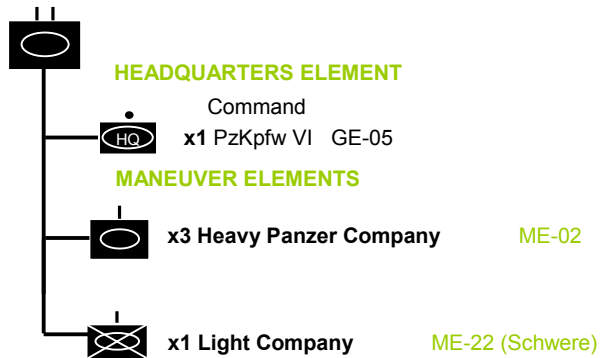 HEADQUARTERS ELEMENT
Command
HQ x1 PzKpfw VI GE-05
MANEUVER ELEMENTS
x3 Heavy Panzer Company ME-02
x1 Light Company ME-22 (Schwere)